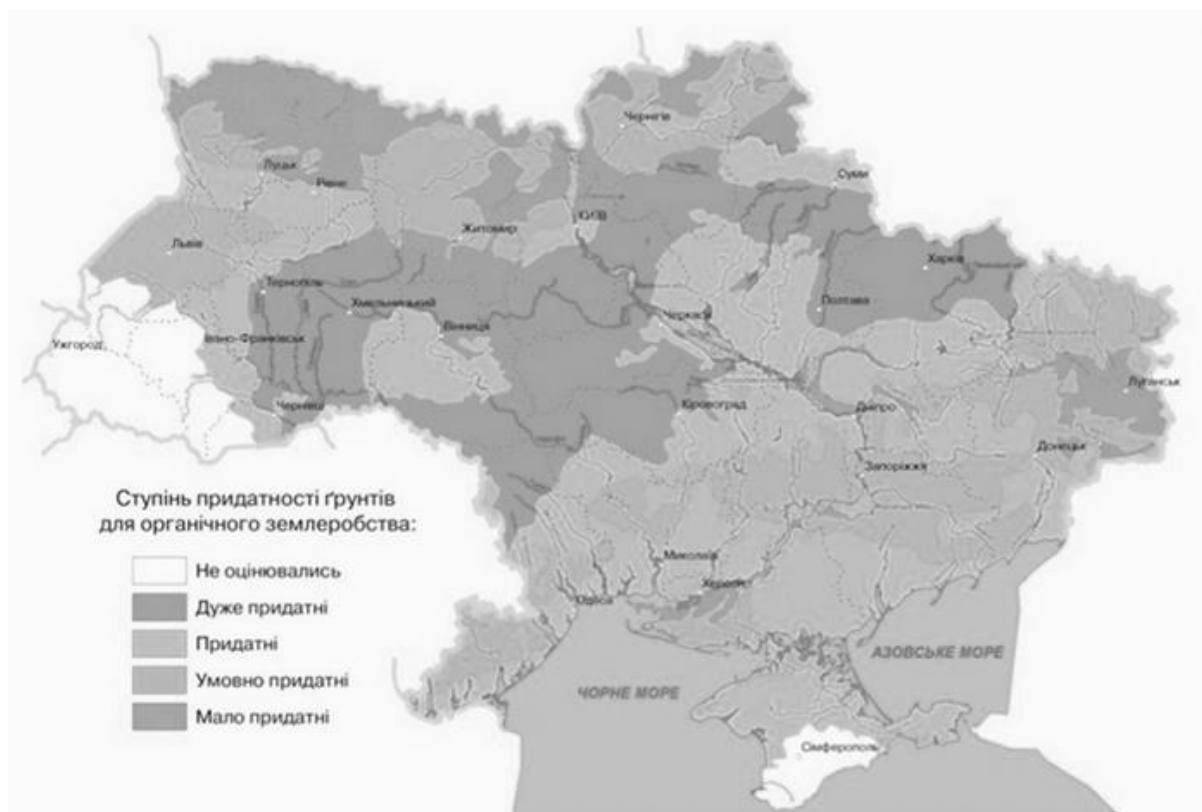 Чернігів
Суми
Луцьк
Рівне
КИЇВ
Житомир
Львів
Харків
Тернопіль
Хмельницький
Полтава
Черкаси
Вінниця
Ужгород
Івано-Франківськ
Луганськ
Чернівці
Кіровоград
Дніпро
Донецьк
Запоріжжя
Ступінь придатності ґрунтів
для органічного землеробства:
Не оцінювались
Дуже придатні
Придатні
Умовно придатні
Мало придатні
Миколаїв
Херсон
Одеса
АЗОВСЬКЕ МОРЕ
ЧОРНЕ МОРЕ
Сімферополь